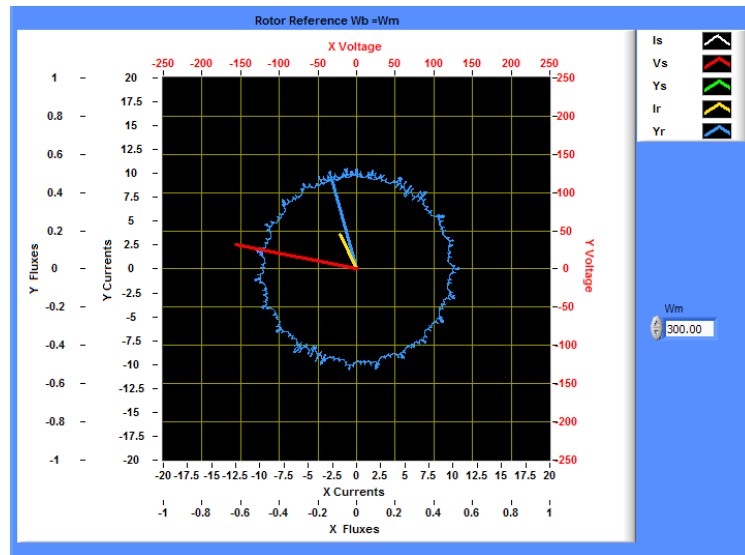 Rotor Reference Wb =Wm
X Voltage
-250 -200 -150 -100 -50 0 50 100 150 200 250
Is
Vs
Ys
Ir
Yr
1 20 250
17.5
0.8 15 200
0.6 12.5 150
0.4 10 100
7.5
0.2 5 50
2.5
0 0 0
-2.5
-0.2 -5 -50
-0.4 -7.5 -100
-10
-0.6 -12.5 -150
-0.8 -15 -200
-17.5
-1 -20 -250
Y Fluxes
Y Currents
Y Voltage
Wm
300.00
-20 -17.5 -15 -12.5 -10 -7.5 -5 -2.5 0 2.5 5 7.5 10 12.5 15 17.5 20
X Currents
-1 -0.8 -0.6 -0.4 -0.2 0 0.2 0.4 0.6 0.8 1
X Fluxes